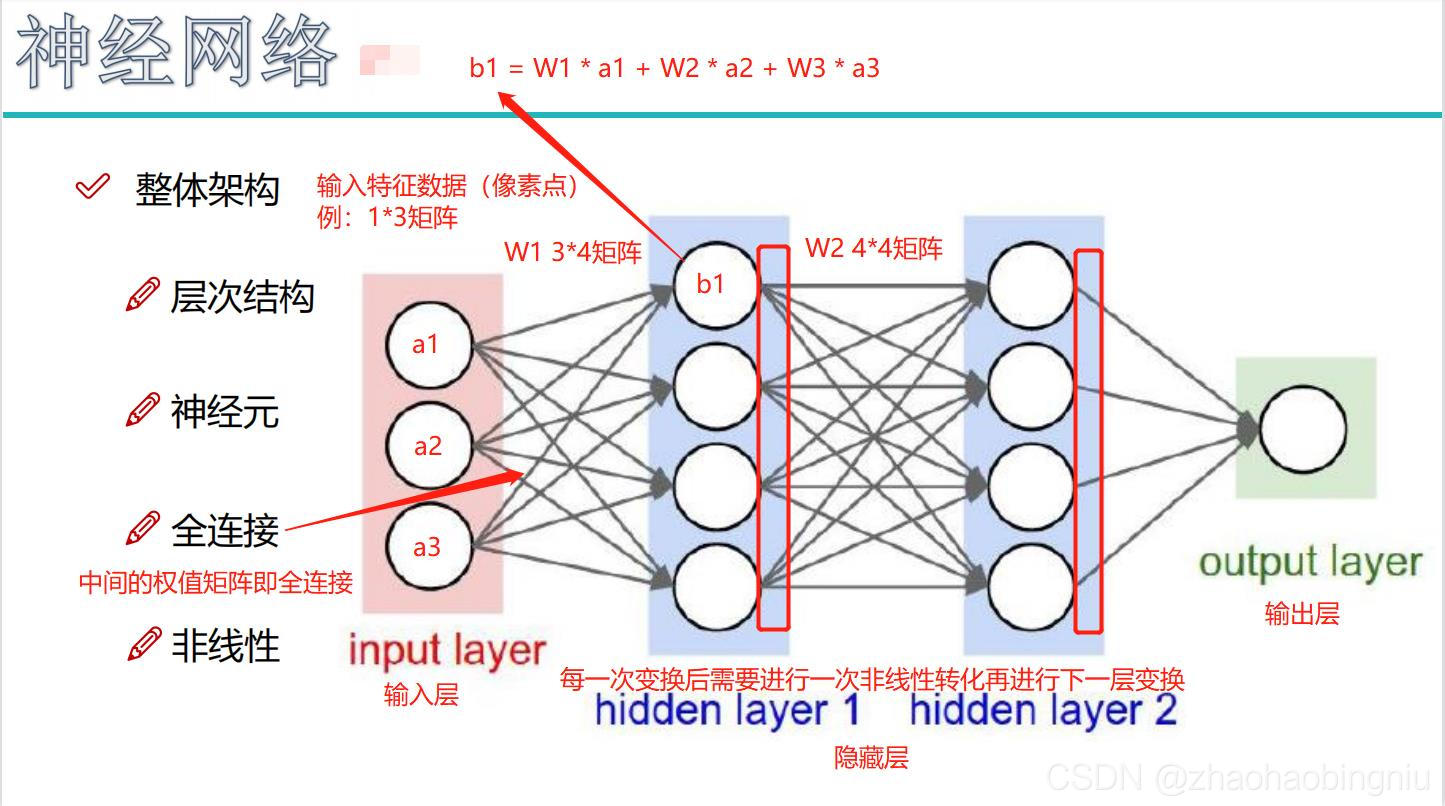 神经网络
b1 = W1 * a1 + W2 * a2 + W3 * a3
整体架构
输入特征数据（像素点）
例：1*3矩阵
W1 3*4矩阵
W2 4*4矩阵
层次结构
b1
a1
神经元
a2
全连接
a3
中间的权值矩阵即全连接
非线性
input layer
输入层
每一次变换后需要进行一次非线性转化再进行下一层变换
hidden layer 1
hidden layer 2
隐藏层
output layer
输出层
CSDN @zhaohaobingniu